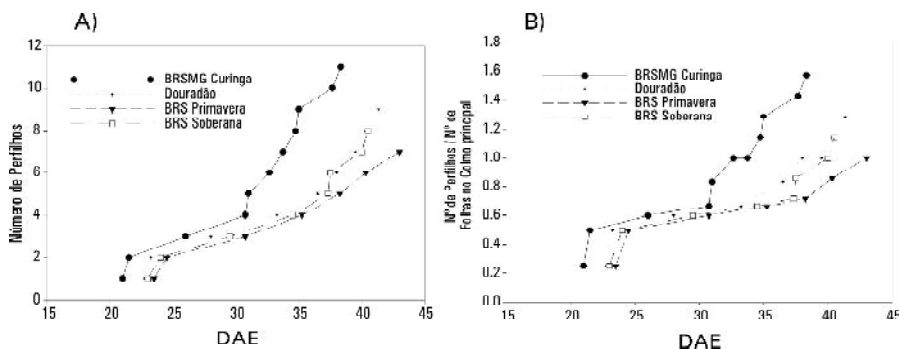 A)
12
10
8
6
4
2
0
Número de Perfilhos
BRSMG Curinga
Douradão
BRS Primavera
BRS Soberana
15 20 25 30 35 40 45
DAE
B)
1.8
1.6
1.4
1.2
1.0
0.8
0.6
0.4
0.2
0.0
Nº de Perfilhos / Nº de
Folhas no Colmo principal
BRSMG Curinga
Douradão
BRS Primavera
BRS Soberana
15 20 25 30 35 40 45
DAE